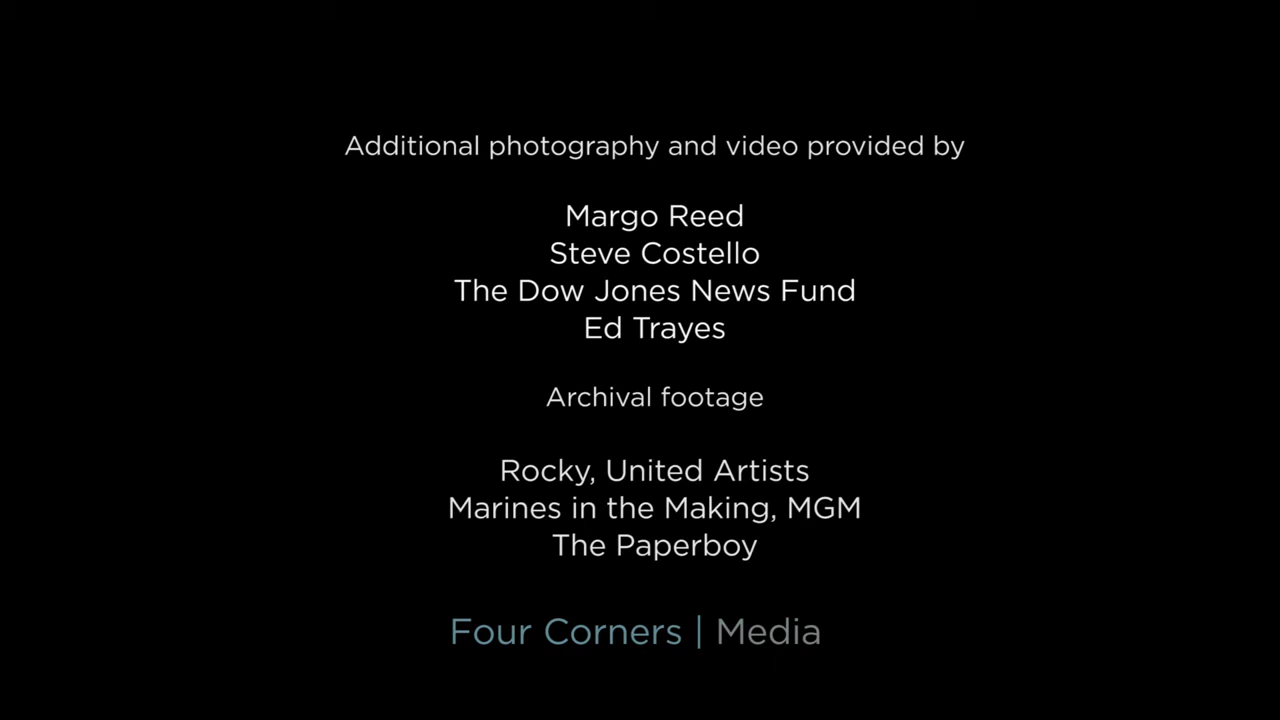 Additional photography and video provided by
Margo Reed
Steve Costello
The Dow Jones News Fund
Ed Trayes
Archival footage
Rocky, United Artists
Marines in the Making, MGM
The Paperboy
Four Corners | Media